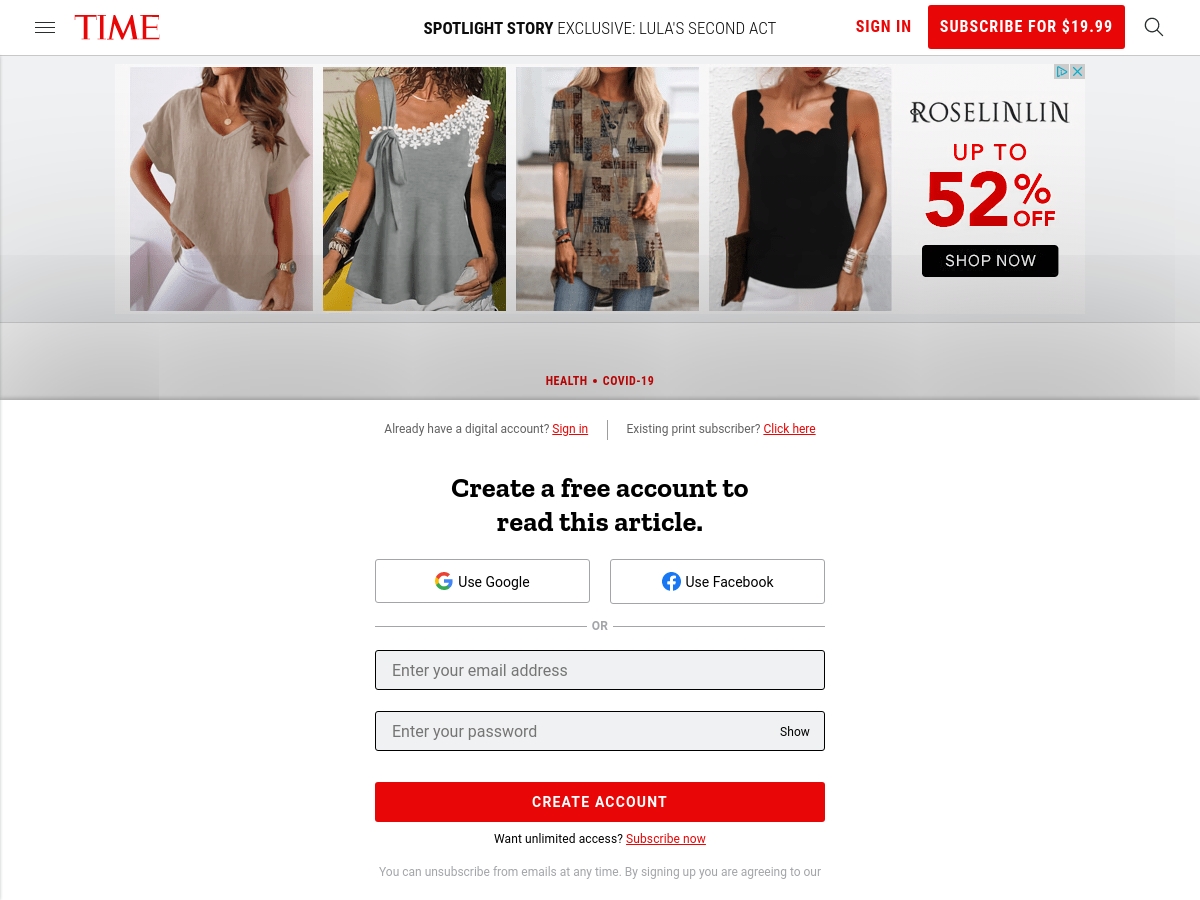 TIME
SPOTLIGHT STORY EXCLUSIVE: LULA'S SECOND ACT
SIGN IN
SUBSCRIBE FOR $19.99
ROSELINLIN
UP TO
52% OFF
SHOP NOW
HEALTH • COVID-19
Already have a digital account? Sign in
Existing print subscriber? Click here
Create a free account to
read this article.
Use Google
Use Facebook
OR
Enter your email address
Enter your password
Show
CREATE ACCOUNT
Want unlimited access? Subscribe now
You can unsubscribe from emails at any time. By signing up you are agreeing to our